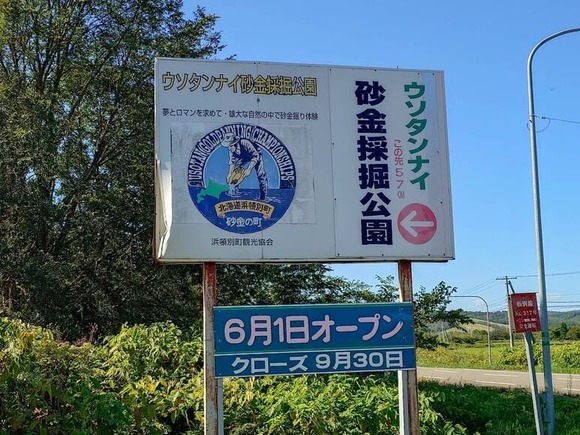 ウソタンナイ砂金採掘公園
夢とロマンを求めて・雄大な自然の中で砂金掘り体験
GOLDPANNING CHAMPIONSHIPS
北海道浜頓別町
砂金の町
浜頓別町観光協会
ウソタンナイ
この先57m
砂金採掘公園
6月1日オープン
クローズ 9月30日